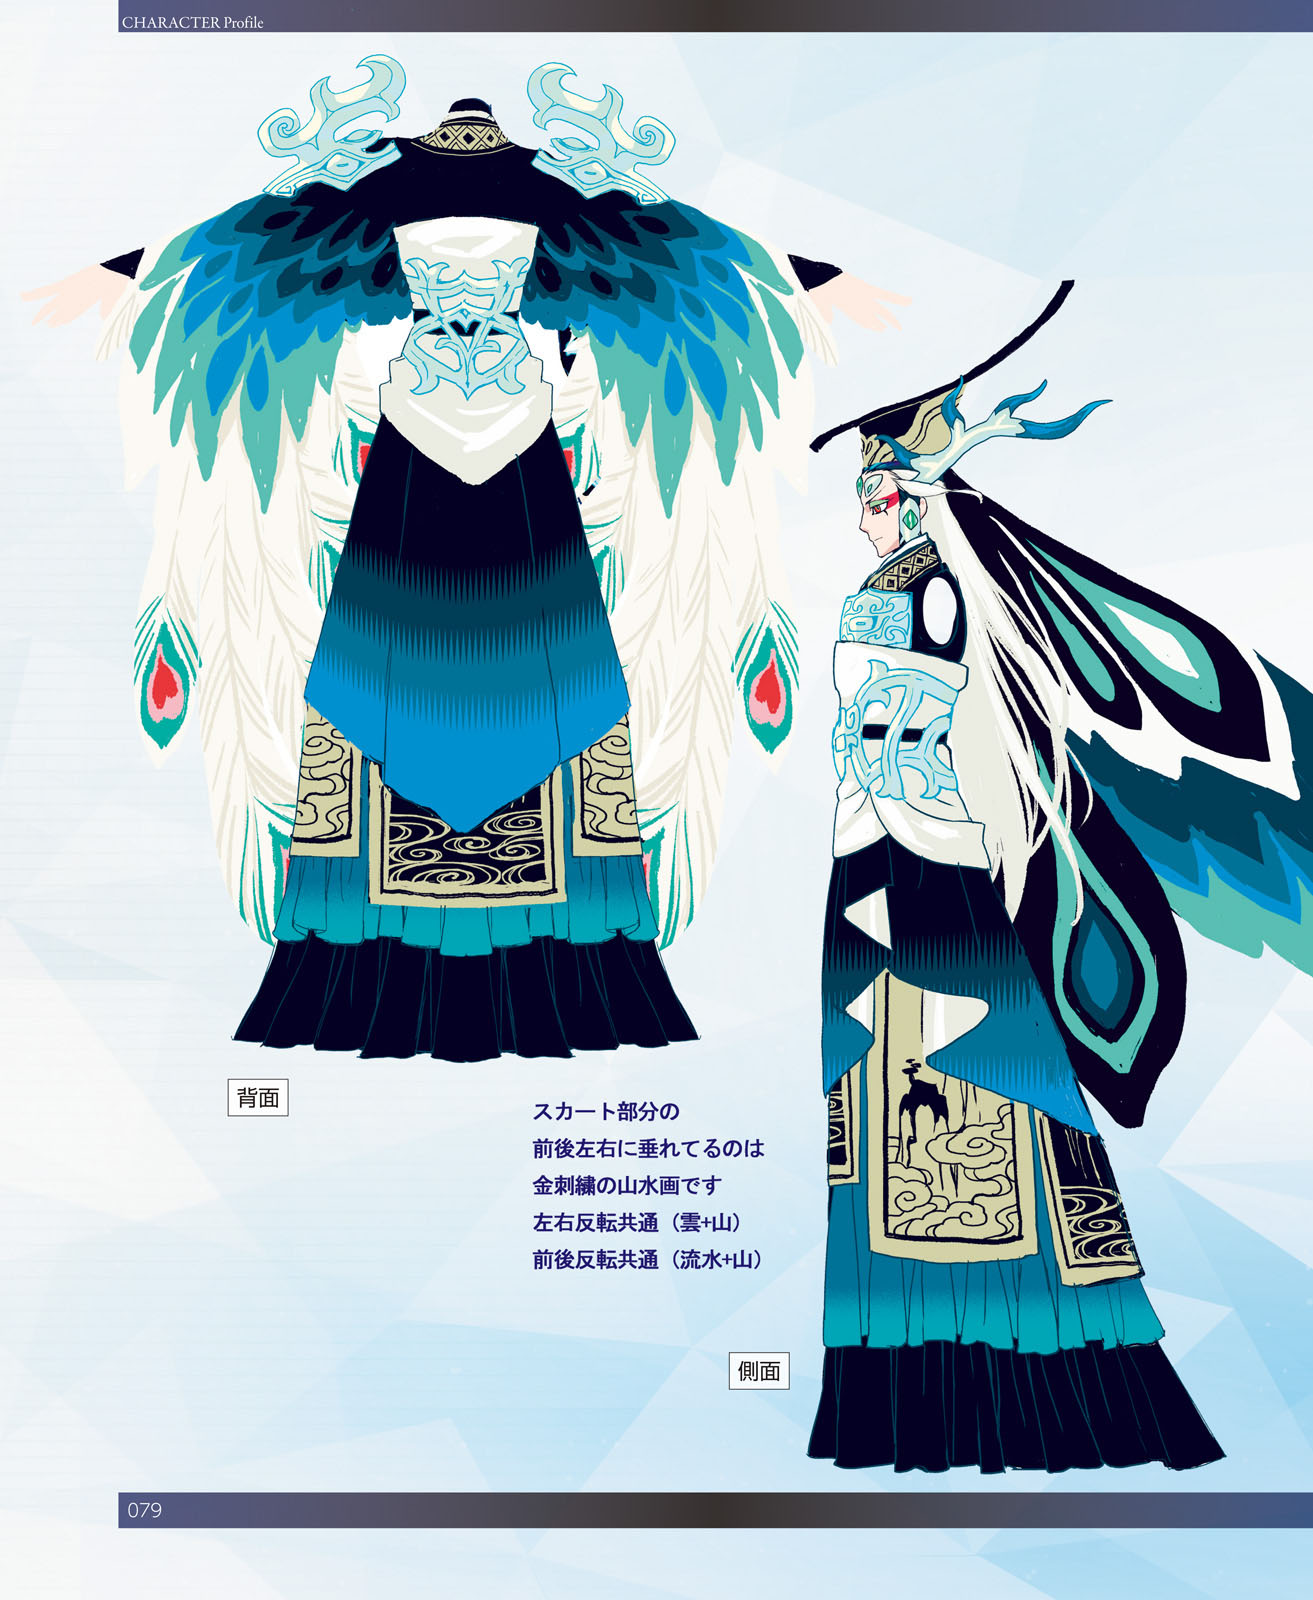 CHARACTER Profile
背面
スカート部分の
前後左右に垂れてるのは
金刺繍の山水画です
左右反転共通（雲+山）
前後反転共通（流水+山）
側面
079